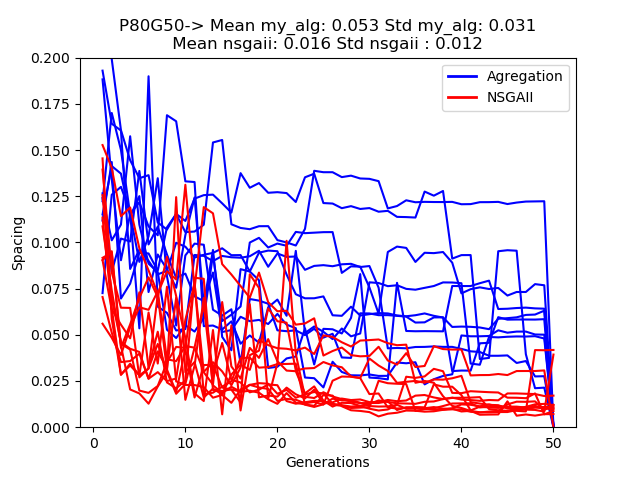 P80G50-> Mean my_alg: 0.053 Std my_alg: 0.031
Mean nsgaii: 0.016 Std nsgaii : 0.012
0.200
0.175
0.150
0.125
0.100
0.075
0.050
0.025
0.000
Spacing
Agregation
NSGAII
0 10 20 30 40 50
Generations